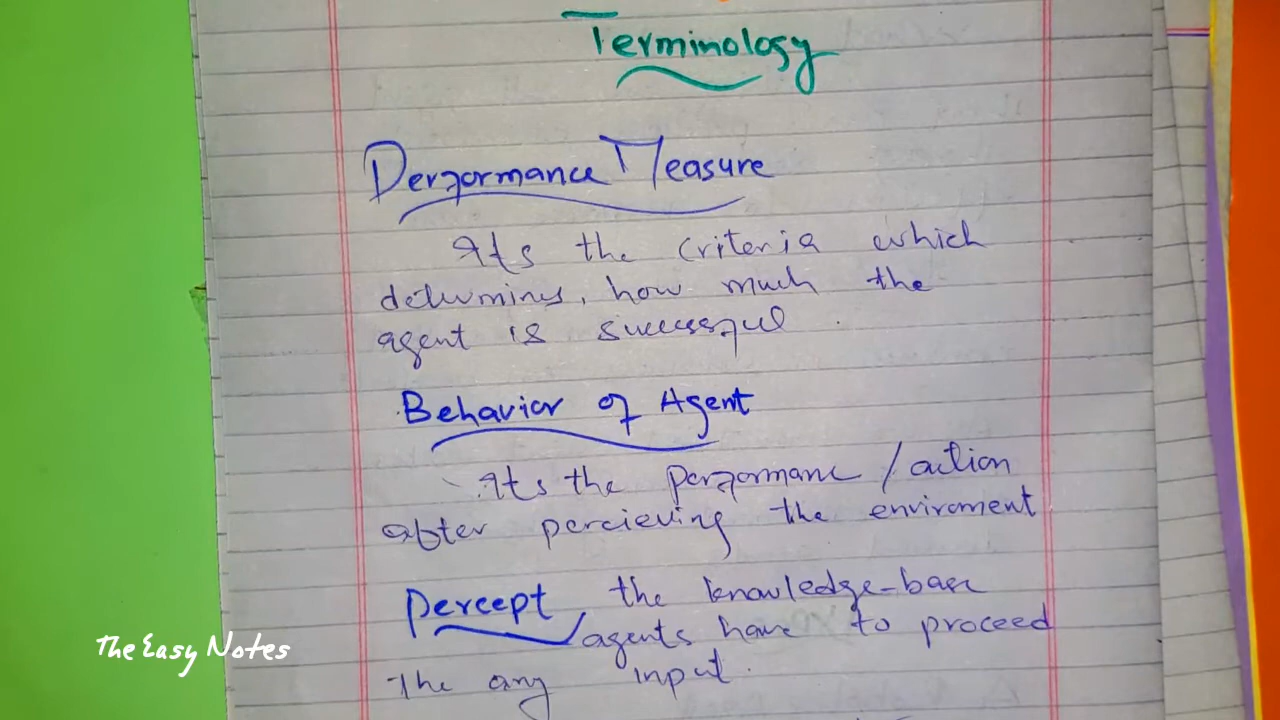 Terminology
Performance Measure
Its the criteria which
determines, how much the
agent is successful
Behavior of Agent
Its the performanc / action
after percieving the enviroment
Percept the knowledge-base
agents have to proceed
The any input.
The Easy Notes